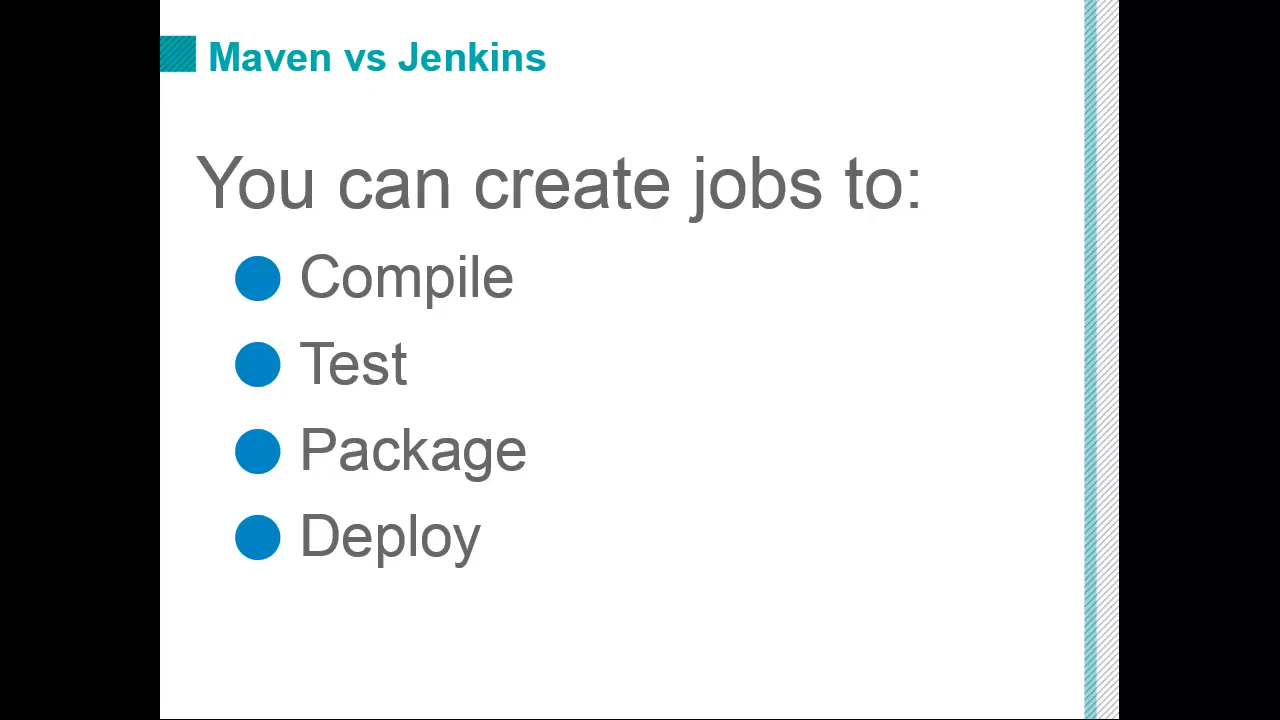 Maven vs Jenkins
You can create jobs to:
Compile
Test
Package
Deploy